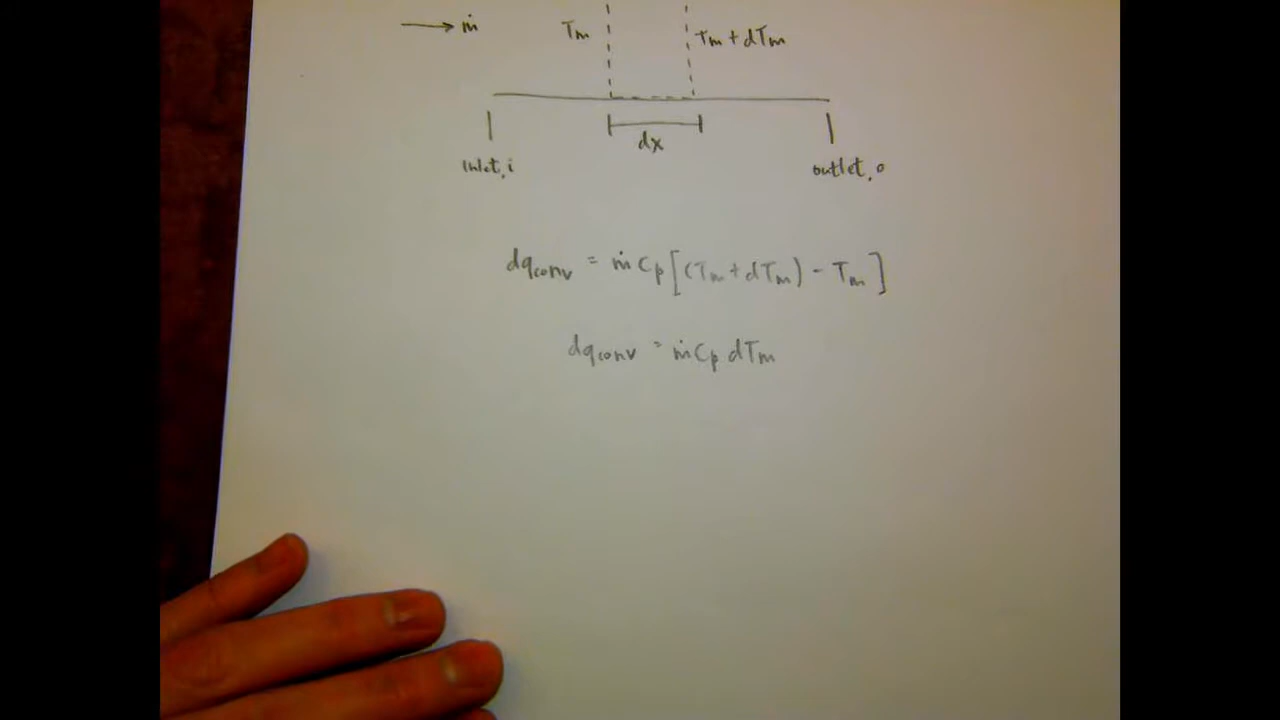 → ṁ Tm Tm + dTm
dx
inlet, i outlet, o
dqconv = ṁ Cp [(Tm + dTm) - Tm]
dqconv = ṁ Cp dTm